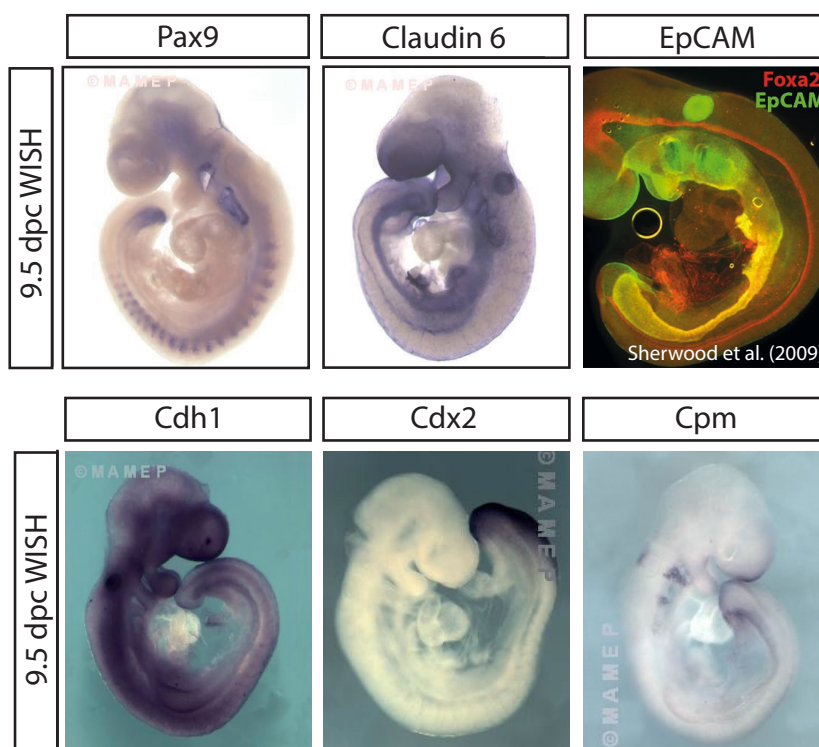 Pax9
Claudin 6
EpCAM
9.5 dpc WISH
©MAMEP
©MAMEP
Foxa2
EpCAM
Sherwood et al. (2009)
Cdh1
Cdx2
Cpm
9.5 dpc WISH
©MAMEP
©MAMEP
©MAMEP